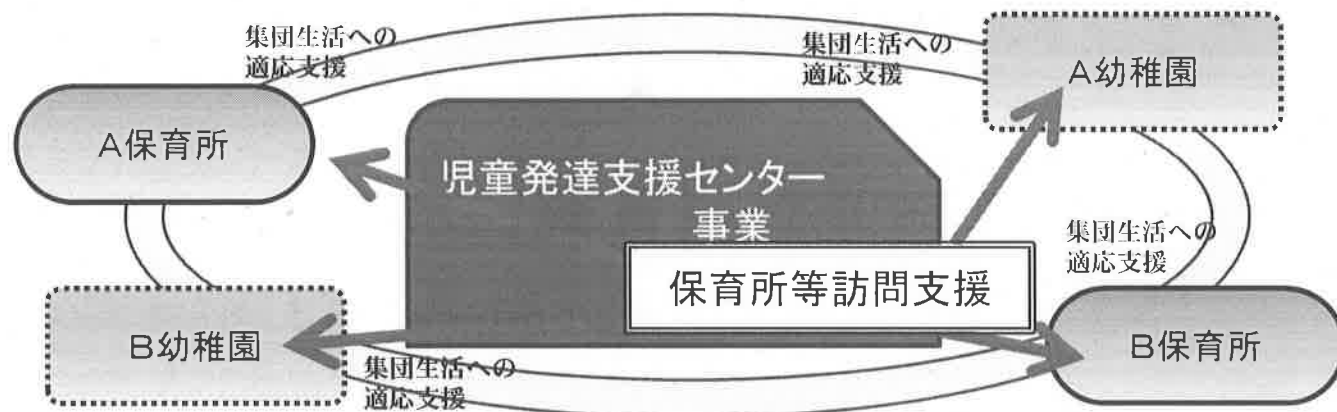 集団生活への
適応支援
集団生活への
適応支援
A幼稚園
A保育所
児童発達支援センター
事業
集団生活への
適応支援
保育所等訪問支援
B幼稚園
B保育所
集団生活への
適応支援